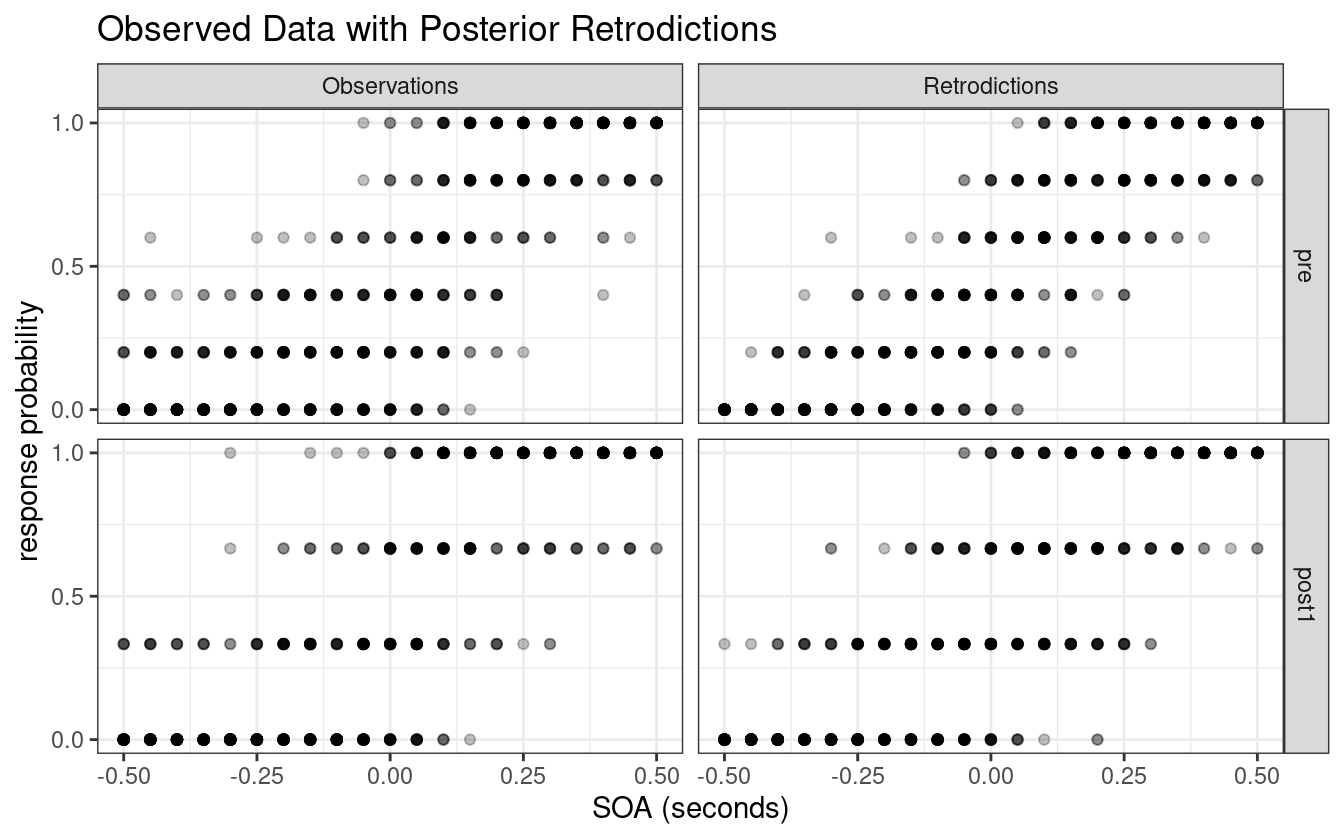 Observed Data with Posterior Retrodictions
Observations
Retrodictions
response probability
1.0
0.5
0.0
pre
1.0
0.5
0.0
post1
-0.50
-0.25
0.00
0.25
0.50
-0.50
-0.25
0.00
0.25
0.50
SOA (seconds)